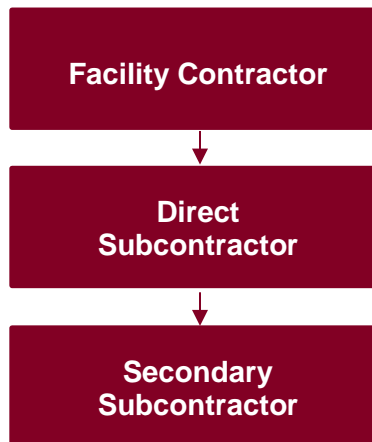 Facility Contractor
Direct
Subcontractor
Secondary
Subcontractor